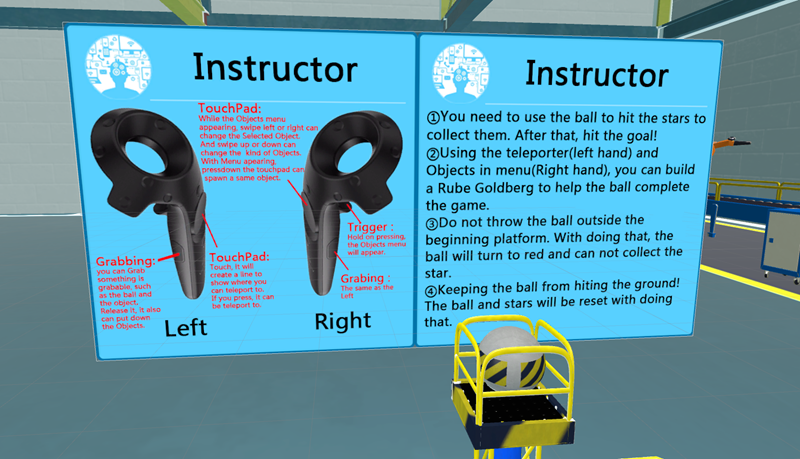 Instructor
TouchPad:
While the Objects menu
appearing, swipe left or right can
change the Selected Object.
And swipe up or down can
change the kind of Objects.
With Menu apearing,
pressdown the touchpad can
spawn a same object.
Grabbing:
you can Grab
something is
grabable, such
as the ball and
the object.
Release it, It also
can put down
the Objects.
TouchPad:
Touch, it will
create a line to
show where you
can teleport to.
If you press, it can
be teleport to.
Trigger :
Hold on pressing,
the Objects menu
will appear.
Grabing :
The same as the
Left
Left
Right
Instructor
①You need to use the ball to hit the stars to
collect them. After that, hit the goal!
②Using the teleporter(left hand) and
Objects in menu(Right hand), you can build
a Rube Goldberg to help the ball complete
the game.
③Do not throw the ball outside the
beginning platform. With doing that, the
ball will turn to red and can not collect the
star.
④Keeping the ball from hiting the ground!
The ball and stars will be reset with doing
that.